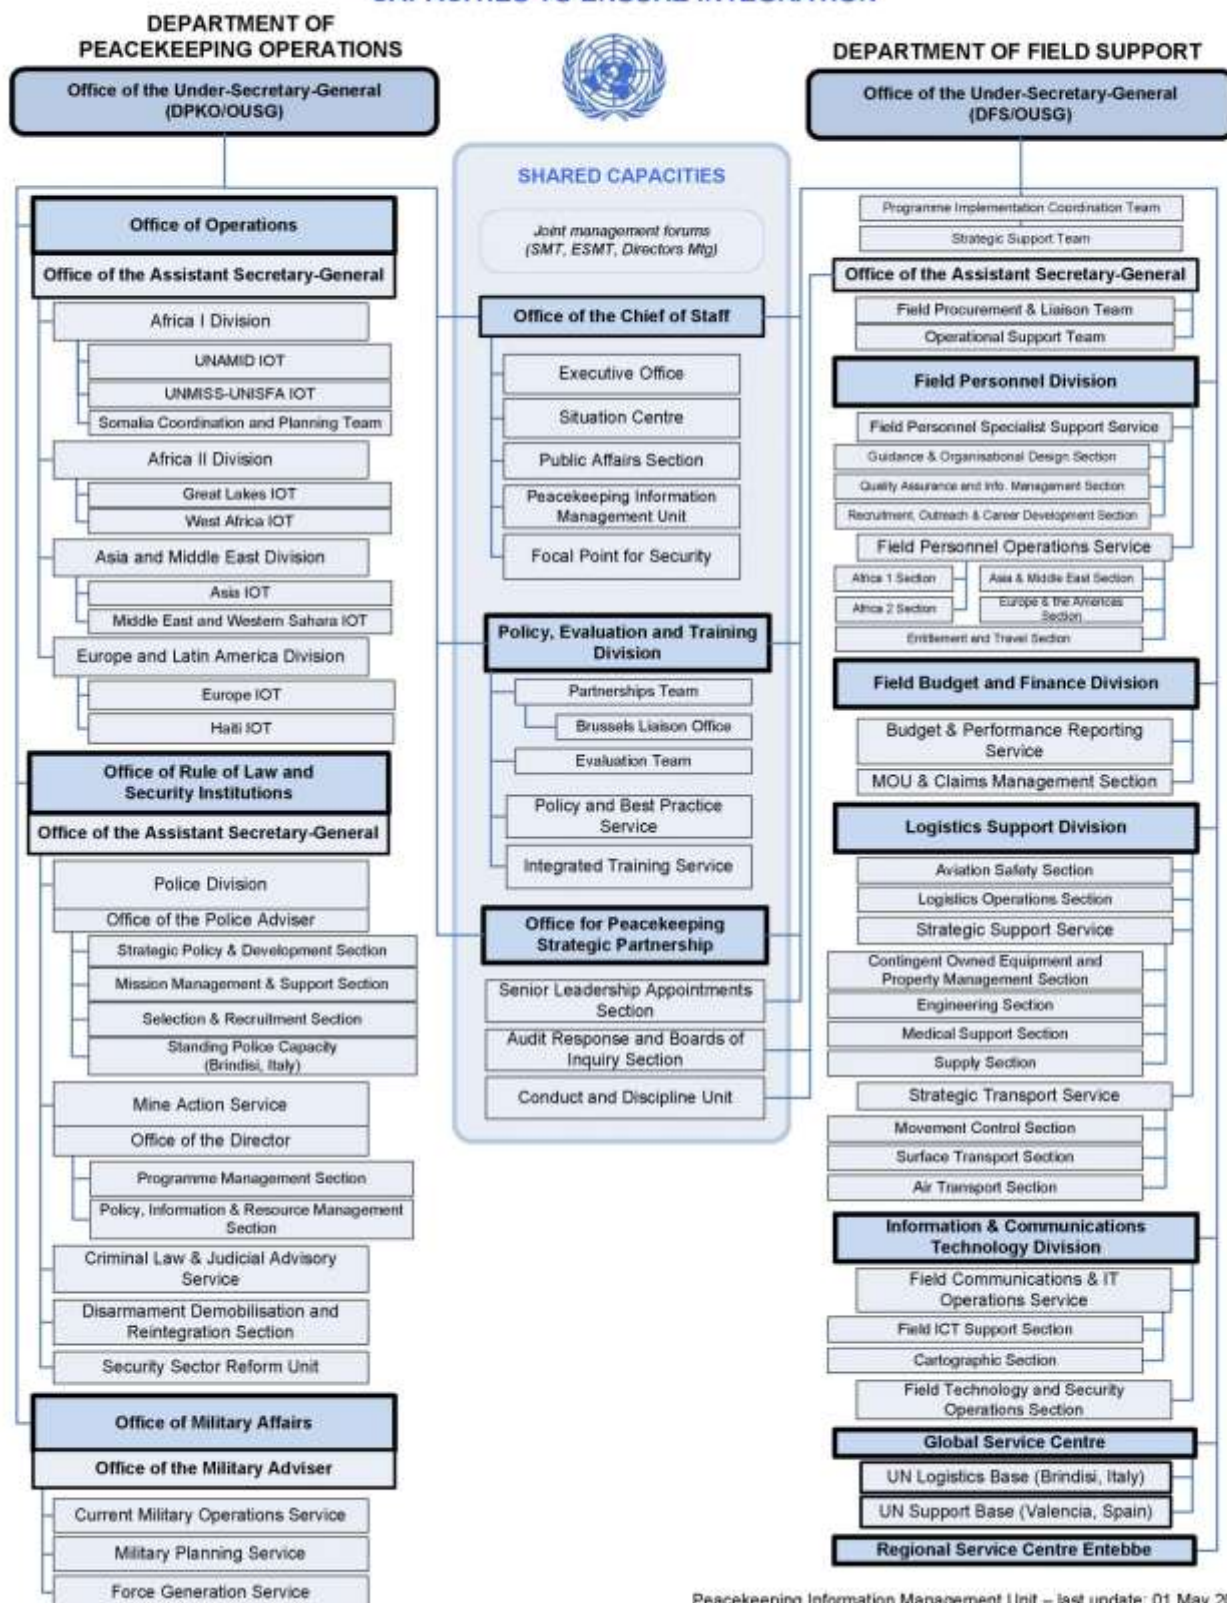 CAPACITIES TO ENSURE INTEGRATION
DEPARTMENT OF
PEACEKEEPING OPERATIONS
Office of the Under-Secretary-General
(DPKO/OUSG)
Office of Operations
Office of the Assistant Secretary-General
Africa I Division
UNAMID IOT
UNMISS-UNISFA IOT
Somalia Coordination and Planning Team
Africa II Division
Great Lakes IOT
West Africa IOT
Asia and Middle East Division
Asia IOT
Middle East and Western Sahara IOT
Europe and Latin America Division
Europe IOT
Haiti IOT
Office of Rule of Law and
Security Institutions
Office of the Assistant Secretary-General
Police Division
Office of the Police Adviser
Strategic Policy & Development Section
Mission Management & Support Section
Selection & Recruitment Section
Standing Police Capacity
(Brindisi, Italy)
Mine Action Service
Office of the Director
Programme Management Section
Policy, Information & Resource Management
Section
Criminal Law & Judicial Advisory
Service
Disarmament Demobilisation and
Reintegration Section
Security Sector Reform Unit
Office of Military Affairs
Office of the Military Adviser
Current Military Operations Service
Military Planning Service
Force Generation Service
SHARED CAPACITIES
Joint management forums
(SMT, ESMT, Directors Mtg)
Office of the Chief of Staff
Executive Office
Situation Centre
Public Affairs Section
Peacekeeping Information
Management Unit
Focal Point for Security
Policy, Evaluation and Training
Division
Partnerships Team
Brussels Liaison Office
Evaluation Team
Policy and Best Practice
Service
Integrated Training Service
Office for Peacekeeping
Strategic Partnership
Senior Leadership Appointments
Section
Audit Response and Boards of
Inquiry Section
Conduct and Discipline Unit
DEPARTMENT OF FIELD SUPPORT
Office of the Under-Secretary-General
(DFS/OUSG)
Programme Implementation Coordination Team
Strategic Support Team
Office of the Assistant Secretary-General
Field Procurement & Liaison Team
Operational Support Team
Field Personnel Division
Field Personnel Specialist Support Service
Guidance & Organisational Design Section
Quality Assurance and Info. Management Section
Recruitment, Outreach & Career Development Section
Field Personnel Operations Service
Africa 1 Section
Asia & Middle East Section
Africa 2 Section
Europe & the Americas
Section
Entitlement and Travel Section
Field Budget and Finance Division
Budget & Performance Reporting
Service
MOU & Claims Management Section
Logistics Support Division
Aviation Safety Section
Logistics Operations Section
Strategic Support Service
Contingent Owned Equipment and
Property Management Section
Engineering Section
Medical Support Section
Supply Section
Strategic Transport Service
Movement Control Section
Surface Transport Section
Air Transport Section
Information & Communications
Technology Division
Field Communications & IT
Operations Service
Field ICT Support Section
Cartographic Section
Field Technology and Security
Operations Section
Global Service Centre
UN Logistics Base (Brindisi, Italy)
UN Support Base (Valencia, Spain)
Regional Service Centre Entebbe
Peacekeeping Information Management Unit – last update: 01 May